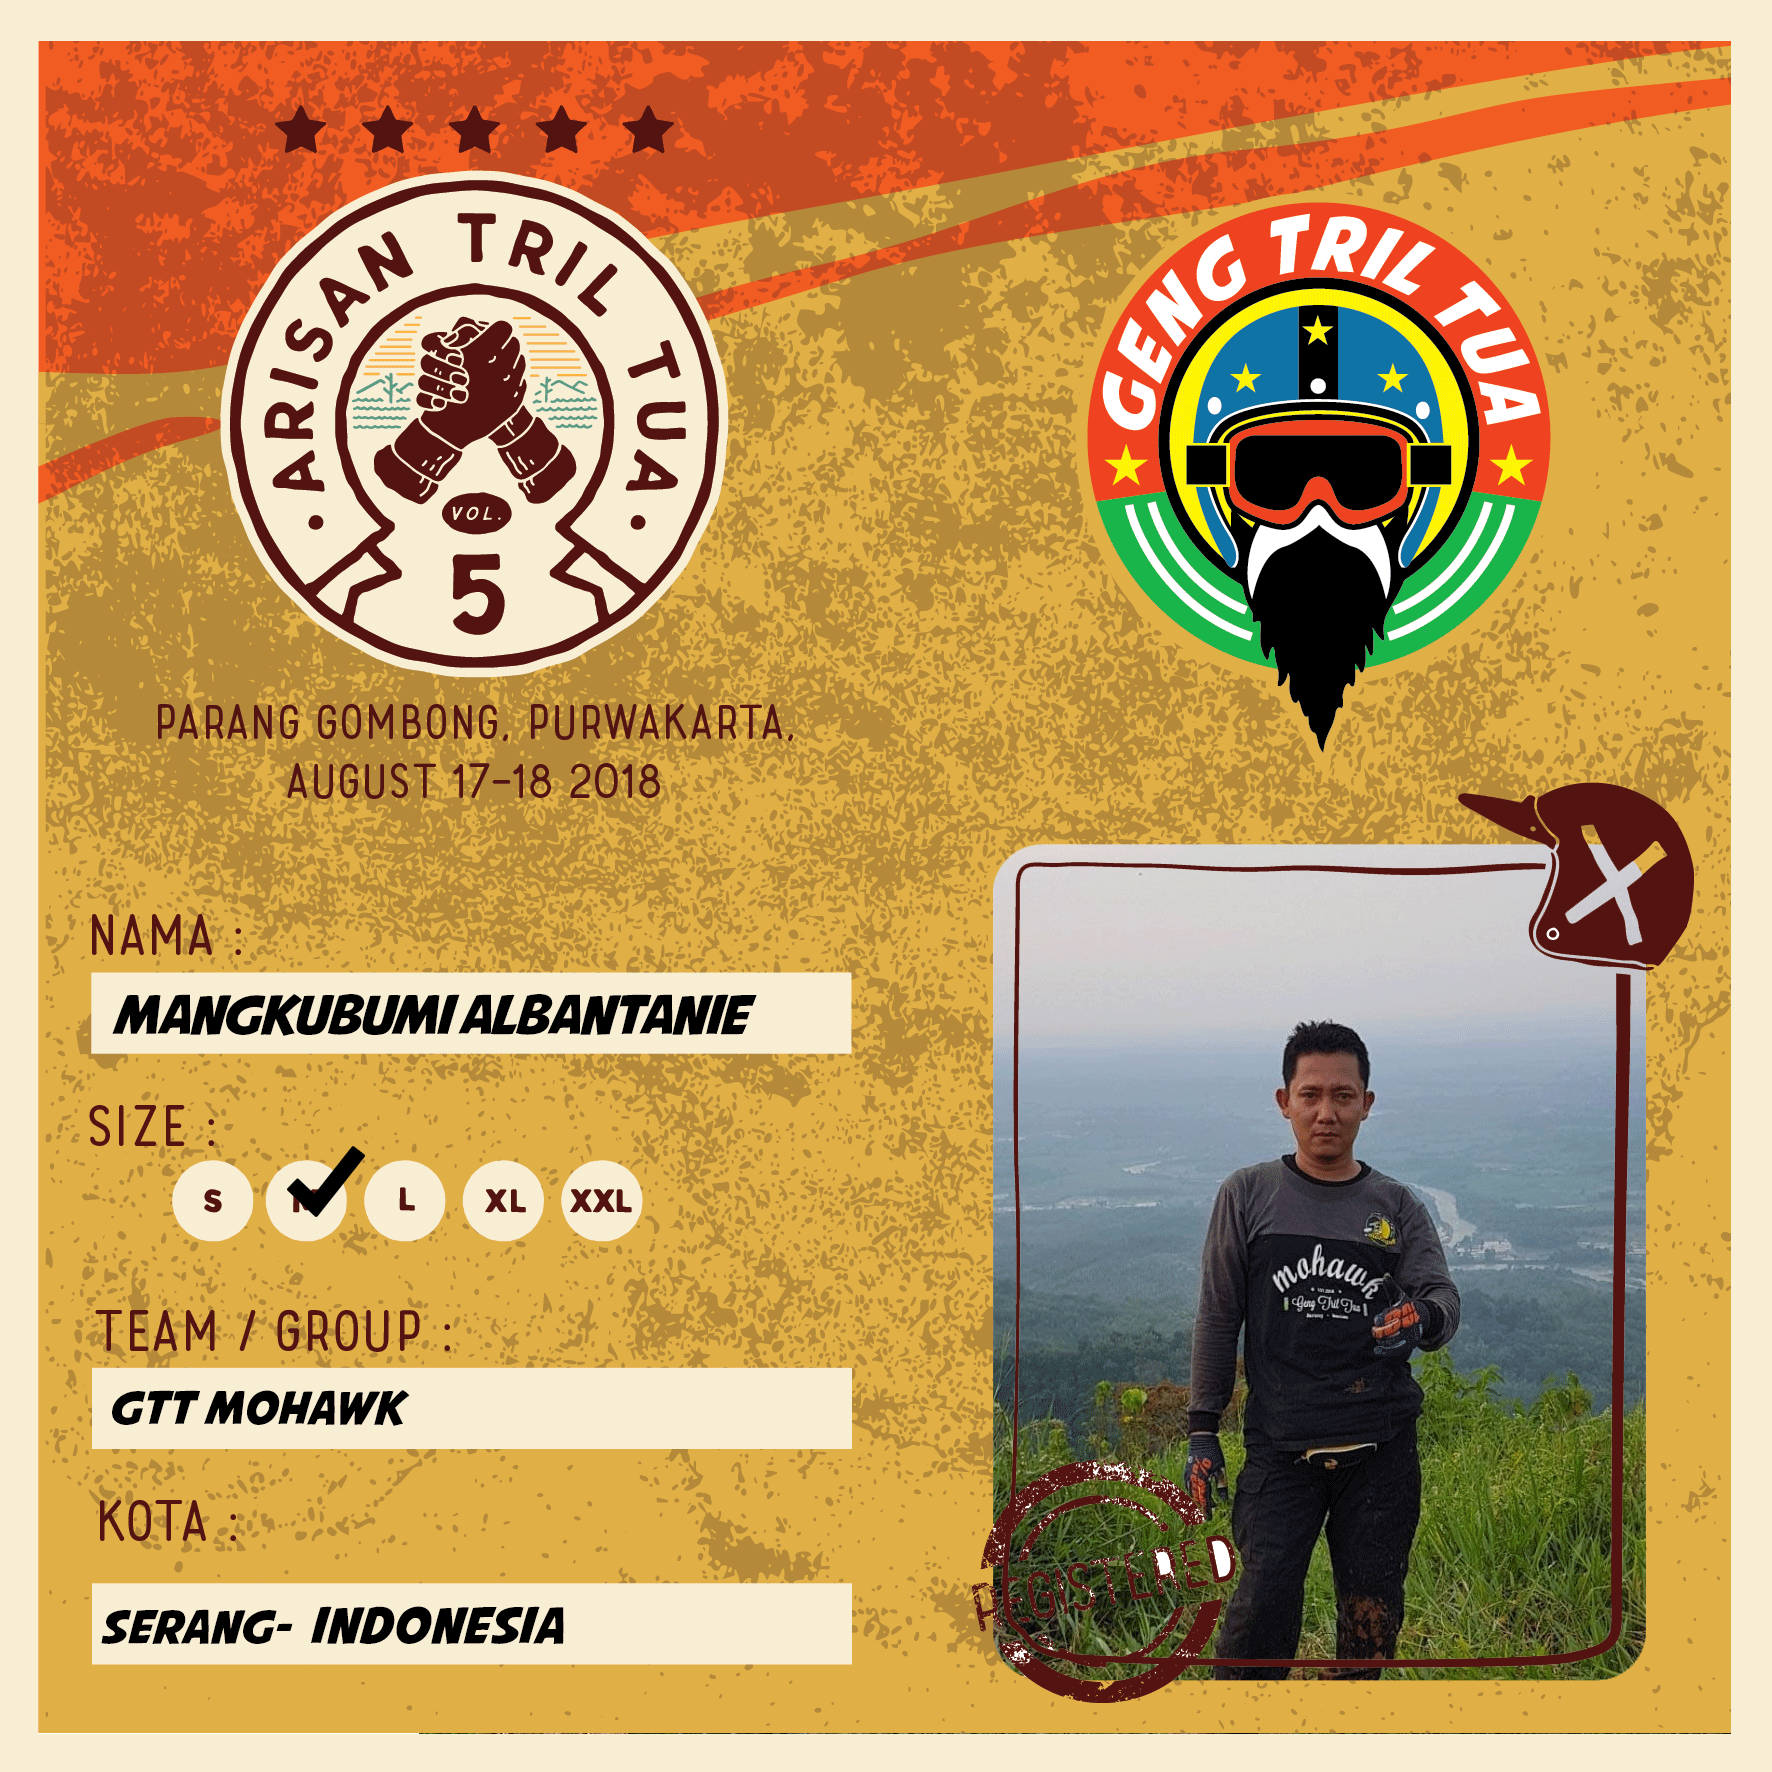 ARISAN TRIL TUA
VOL.
5
GENG TRIL TUA
PARANG GOMBONG, PURWAKARTA,
AUGUST 17-18 2018
NAMA :
MANGKUBUMI ALBANTANIE
SIZE :
S M L XL XXL
TEAM / GROUP :
GTT MOHAWK
KOTA :
SERANG- INDONESIA
mohawk
Geng Tril Tua
REGISTERED